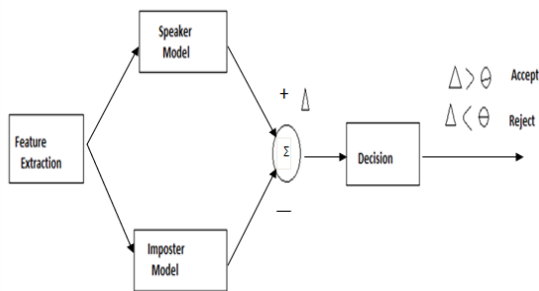 Speaker
Model
+ Δ
Δ > θ Accept
Δ < θ Reject
Feature
Extraction
Σ
Decision
—
Imposter
Model